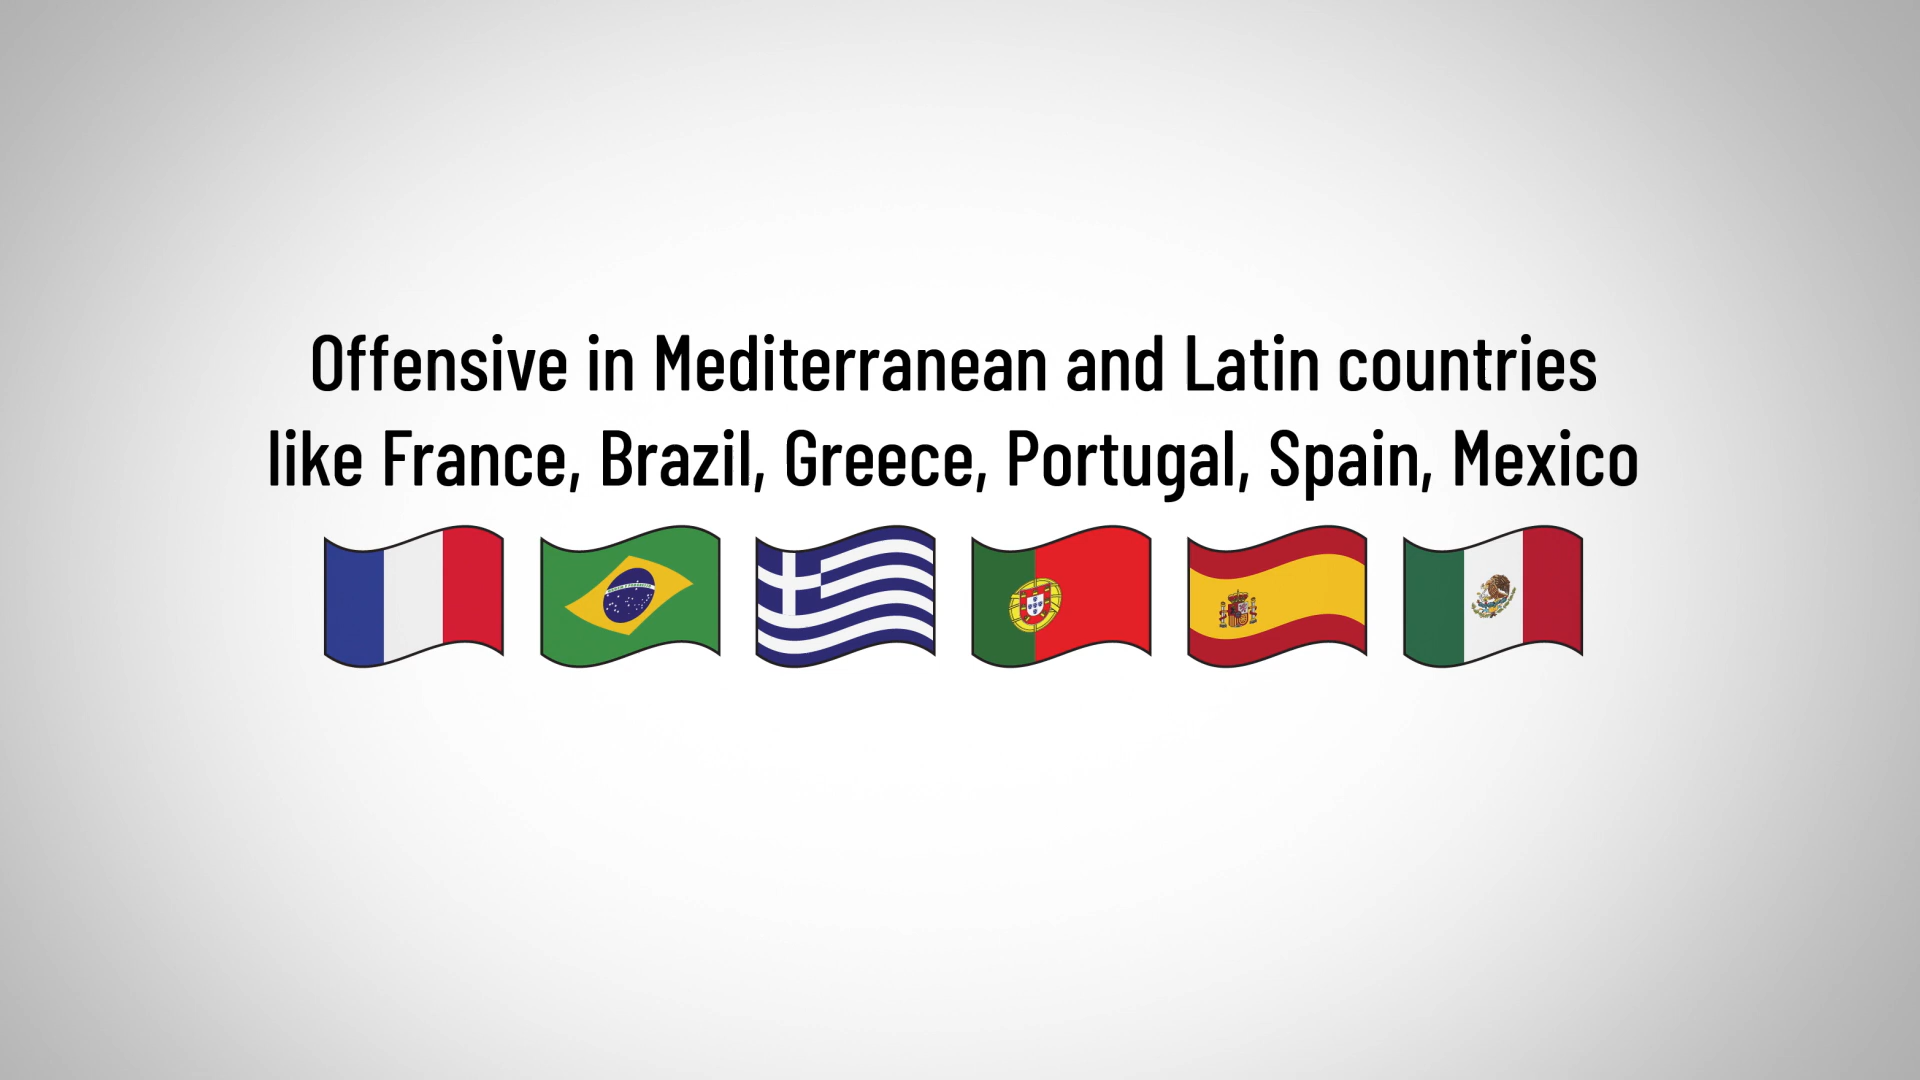 Offensive in Mediterranean and Latin countries
like France, Brazil, Greece, Portugal, Spain, Mexico